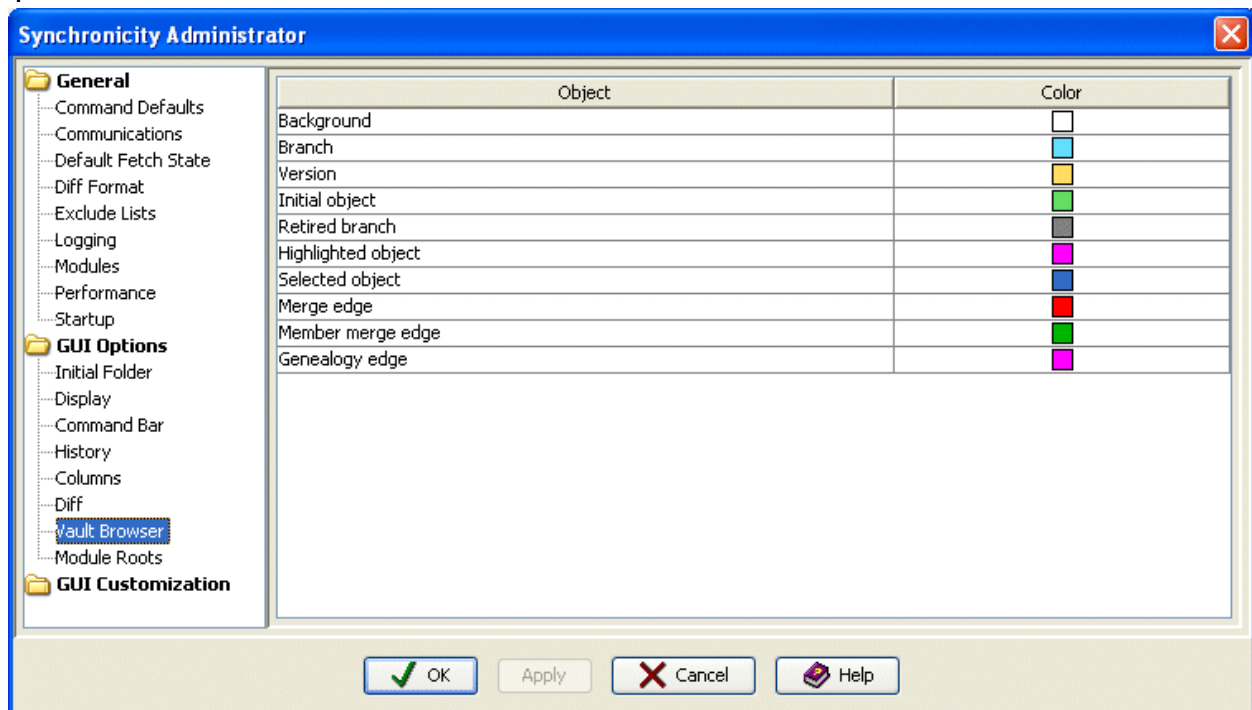 Synchronicity Administrator
General
Command Defaults
Communications
Default Fetch State
Diff Format
Exclude Lists
Logging
Modules
Performance
Startup
GUI Options
Initial Folder
Display
Command Bar
History
Columns
Diff
Vault Browser
Module Roots
GUI Customization
Object Color
Background
Branch
Version
Initial object
Retired branch
Highlighted object
Selected object
Merge edge
Member merge edge
Genealogy edge
OK Apply Cancel Help